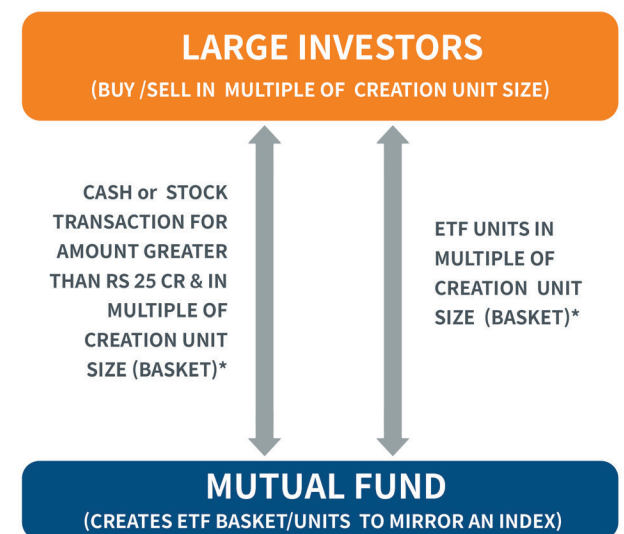 LARGE INVESTORS
(BUY /SELL IN MULTIPLE OF CREATION UNIT SIZE)
CASH or STOCK
TRANSACTION FOR
AMOUNT GREATER
THAN RS 25 CR & IN
MULTIPLE OF
CREATION UNIT
SIZE (BASKET)*
ETF UNITS IN
MULTIPLE OF
CREATION UNIT
SIZE (BASKET)*
MUTUAL FUND
(CREATES ETF BASKET/UNITS TO MIRROR AN INDEX)